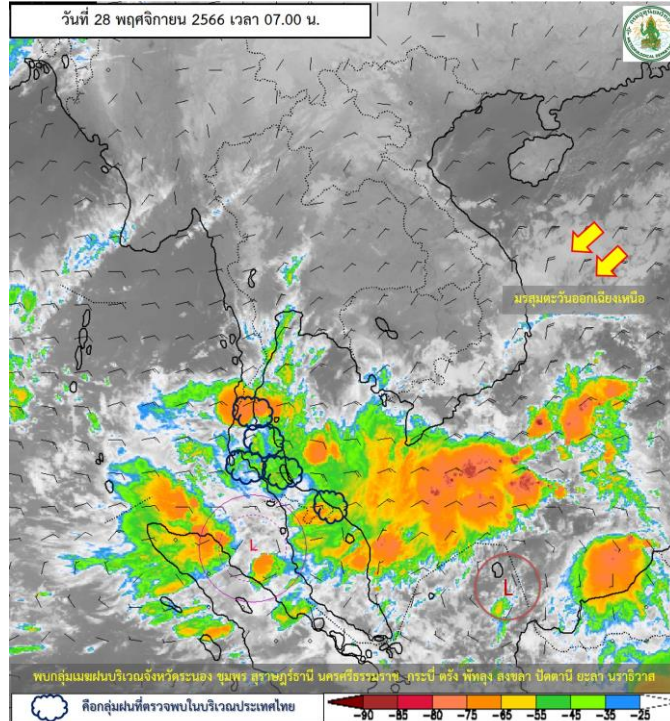 วันที่ 28 พฤศจิกายน 2566 เวลา 07.00 น.
มรสุมตะวันออกเฉียงเหนือ
L
L
พบกลุ่มเมฆฝนบริเวณจังหวัดระนอง ชุมพร สุราษฎร์ธานี นครศรีธรรมราช กระบี่ ตรัง พัทลุง สงขลา ปัตตานี ยะลา นราธิวาส
คือกลุ่มฝนที่ตรวจพบในบริเวณประเทศไทย
-90 -85 -80 -75 -65 -55 -45 -35 -25